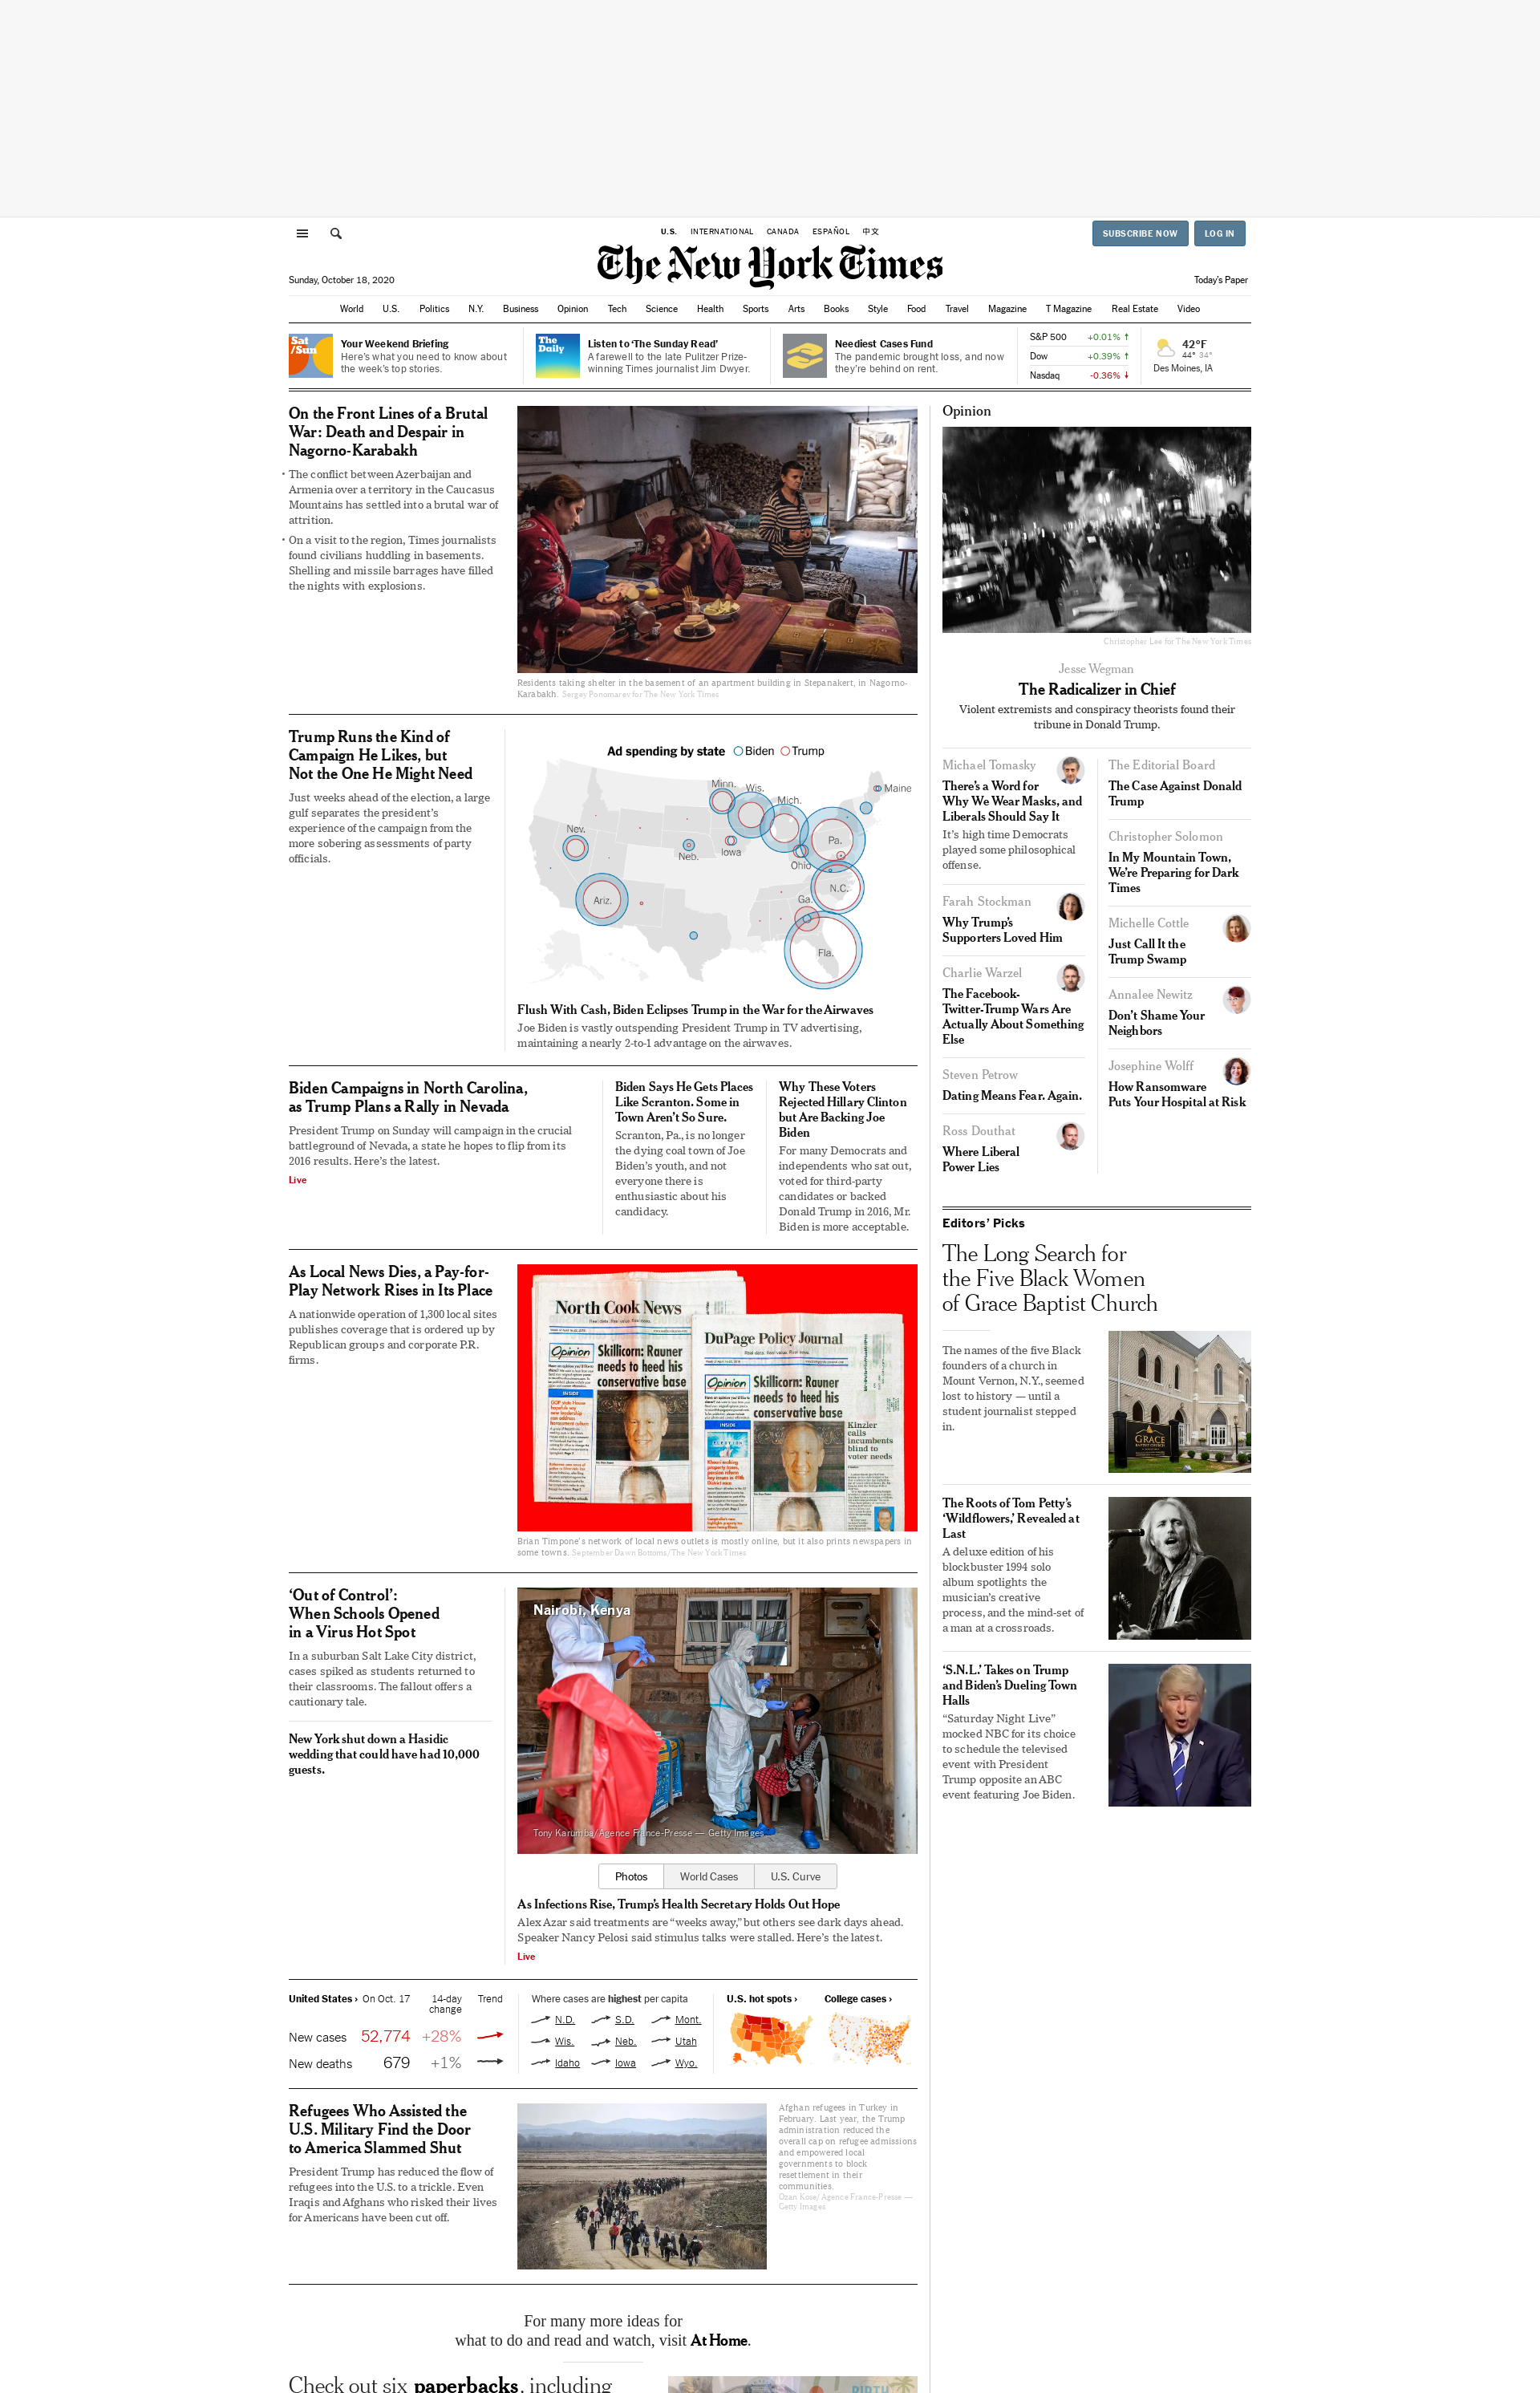 U.S. INTERNATIONAL CANADA ESPAÑOL 中文
SUBSCRIBE NOW LOG IN
The New York Times
Sunday, October 18, 2020
Today's Paper
World U.S. Politics N.Y. Business Opinion Tech Science Health Sports Arts Books Style Food Travel Magazine T Magazine Real Estate Video
Sat
/Sun
Your Weekend Briefing
Here's what you need to know about
the week's top stories.
The
Daily
Listen to 'The Sunday Read'
A farewell to the late Pulitzer Prize-
winning Times journalist Jim Dwyer.
Neediest Cases Fund
The pandemic brought loss, and now
they're behind on rent.
S&P 500 +0.01% ↑
Dow +0.39% ↑
Nasdaq -0.36% ↓
42°F
44° 34°
Des Moines, IA
On the Front Lines of a Brutal
War: Death and Despair in
Nagorno-Karabakh
• The conflict between Azerbaijan and
Armenia over a territory in the Caucasus
Mountains has settled into a brutal war of
attrition.
• On a visit to the region, Times journalists
found civilians huddling in basements.
Shelling and missile barrages have filled
the nights with explosions.
Residents taking shelter in the basement of an apartment building in Stepanakert, in Nagorno-
Karabakh. Sergey Ponomarev for The New York Times
Trump Runs the Kind of
Campaign He Likes, but
Not the One He Might Need
Just weeks ahead of the election, a large
gulf separates the president's
experience of the campaign from the
more sobering assessments of party
officials.
Ad spending by state Biden Trump
Minn.
Wis.
Mich.
Maine
Nev.
Neb.
Iowa
Ohio
Pa.
Ariz.
N.C.
Ga.
Fla.
Flush With Cash, Biden Eclipses Trump in the War for the Airwaves
Joe Biden is vastly outspending President Trump in TV advertising,
maintaining a nearly 2-to-1 advantage on the airwaves.
Biden Campaigns in North Carolina,
as Trump Plans a Rally in Nevada
President Trump on Sunday will campaign in the crucial
battleground of Nevada, a state he hopes to flip from its
2016 results. Here's the latest.
Live
Biden Says He Gets Places
Like Scranton. Some in
Town Aren't So Sure.
Scranton, Pa., is no longer
the dying coal town of Joe
Biden's youth, and not
everyone there is
enthusiastic about his
candidacy.
Why These Voters
Rejected Hillary Clinton
but Are Backing Joe
Biden
For many Democrats and
independents who sat out,
voted for third-party
candidates or backed
Donald Trump in 2016, Mr.
Biden is more acceptable.
As Local News Dies, a Pay-for-
Play Network Rises in Its Place
A nationwide operation of 1,300 local sites
publishes coverage that is ordered up by
Republican groups and corporate P.R.
firms.
North Cook News
Opinion
Skillicorn: Rauner
needs to heed his
conservative base
INSIDE
DuPage Policy Journal
Opinion
Skillicorn: Rauner
needs to heed his
conservative base
INSIDE
Kinzler
calls
incumbents
blind to
voter needs
Brian Timpone's network of local news outlets is mostly online, but it also prints newspapers in
some towns. September Dawn Bottoms/The New York Times
'Out of Control':
When Schools Opened
in a Virus Hot Spot
In a suburban Salt Lake City district,
cases spiked as students returned to
their classrooms. The fallout offers a
cautionary tale.
New York shut down a Hasidic
wedding that could have had 10,000
guests.
Nairobi, Kenya
Tony Karumba/Agence France-Presse — Getty Images
Photos World Cases U.S. Curve
As Infections Rise, Trump's Health Secretary Holds Out Hope
Alex Azar said treatments are "weeks away," but others see dark days ahead.
Speaker Nancy Pelosi said stimulus talks were stalled. Here's the latest.
Live
United States › On Oct. 17 14-day
change Trend
New cases 52,774 +28%
New deaths 679 +1%
Where cases are highest per capita
N.D. S.D. Mont.
Wis. Neb. Utah
Idaho Iowa Wyo.
U.S. hot spots ›
College cases ›
Refugees Who Assisted the
U.S. Military Find the Door
to America Slammed Shut
President Trump has reduced the flow of
refugees into the U.S. to a trickle. Even
Iraqis and Afghans who risked their lives
for Americans have been cut off.
Afghan refugees in Turkey in
February. Last year, the Trump
administration reduced the
overall cap on refugee admissions
and empowered local
governments to block
resettlement in their
communities.
Ozan Kose/Agence France-Presse —
Getty Images
For many more ideas for
what to do and read and watch, visit At Home.
Check out six paperbacks, including
Opinion
Christopher Lee for The New York Times
Jesse Wegman
The Radicalizer in Chief
Violent extremists and conspiracy theorists found their
tribune in Donald Trump.
Michael Tomasky
There's a Word for
Why We Wear Masks, and
Liberals Should Say It
It's high time Democrats
played some philosophical
offense.
Farah Stockman
Why Trump's
Supporters Loved Him
Charlie Warzel
The Facebook-
Twitter-Trump Wars Are
Actually About Something
Else
Steven Petrow
Dating Means Fear. Again.
Ross Douthat
Where Liberal
Power Lies
The Editorial Board
The Case Against Donald
Trump
Christopher Solomon
In My Mountain Town,
We're Preparing for Dark
Times
Michelle Cottle
Just Call It the
Trump Swamp
Annalee Newitz
Don't Shame Your
Neighbors
Josephine Wolff
How Ransomware
Puts Your Hospital at Risk
Editors' Picks
The Long Search for
the Five Black Women
of Grace Baptist Church
The names of the five Black
founders of a church in
Mount Vernon, N.Y., seemed
lost to history — until a
student journalist stepped
in.
GRACE
The Roots of Tom Petty's
'Wildflowers,' Revealed at
Last
A deluxe edition of his
blockbuster 1994 solo
album spotlights the
musician's creative
process, and the mind-set of
a man at a crossroads.
'S.N.L.' Takes on Trump
and Biden's Dueling Town
Halls
"Saturday Night Live"
mocked NBC for its choice
to schedule the televised
event with President
Trump opposite an ABC
event featuring Joe Biden.